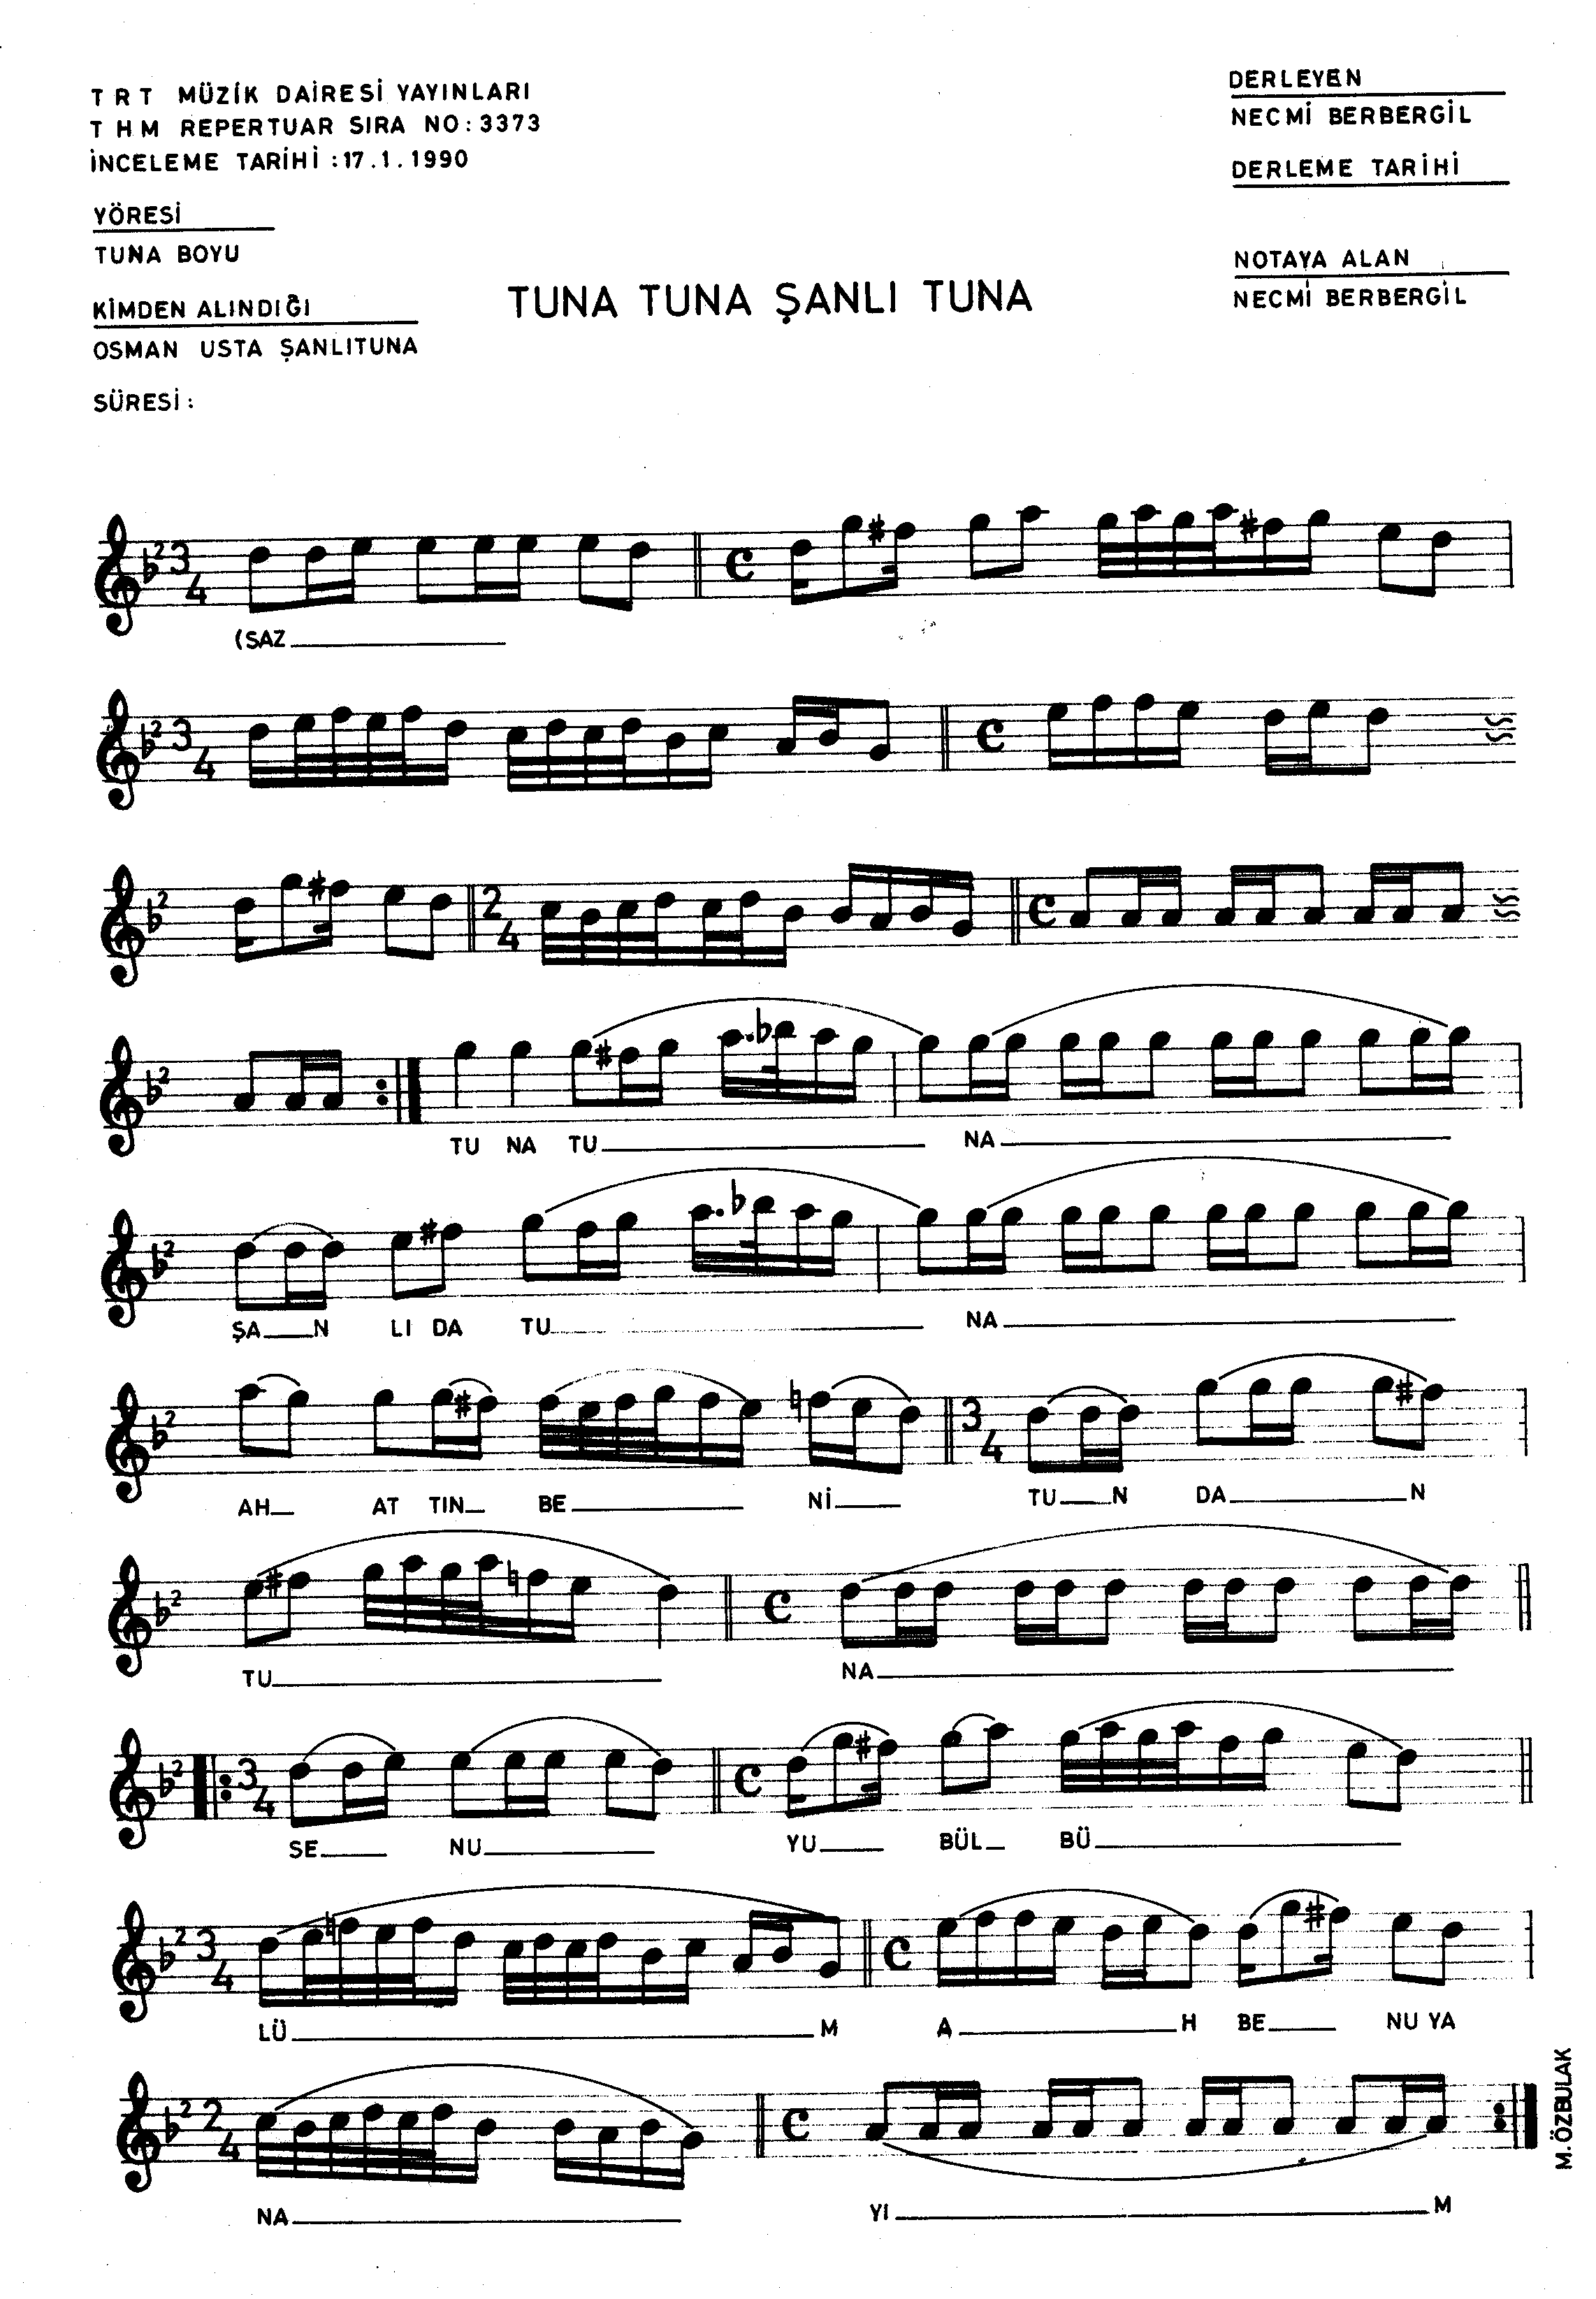 TRT MÜZİK DAİRESİ YAYINLARI
THM REPERTUAR SIRA NO: 3373
İNCELEME TARİHİ : 17.1.1990
YÖRESİ
TUNA BOYU
KİMDEN ALINDIĞI
OSMAN USTA ŞANLITUNA
SÜRESİ :
DERLEYEN
NECMİ BERBERGİL
DERLEME TARİHİ
NOTAYA ALAN
NECMİ BERBERGİL
TUNA TUNA ŞANLI TUNA
(SAZ
TU NA TU NA
ŞA N LI DA TU NA
AH AT TIN BE Nİ TU N DA N
TU NA
SE NU YU BÜL BÜ
LÜ M A H BE NU YA
NA YI M
M. ÖZBULAK